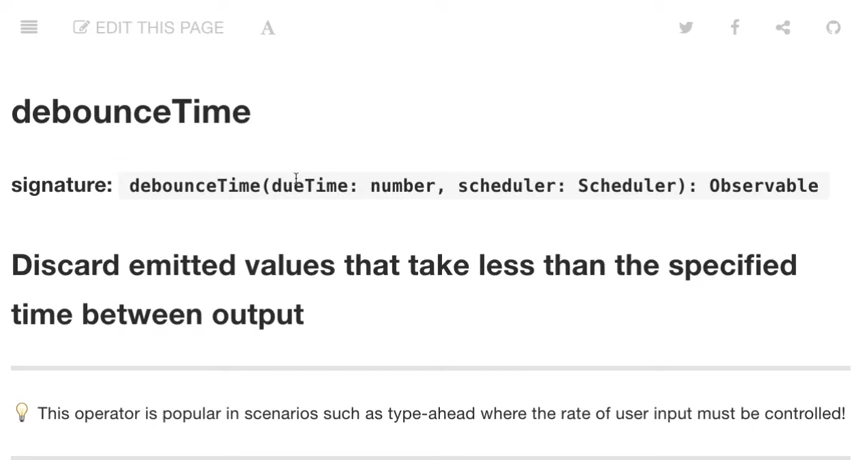 EDIT THIS PAGE A
debounceTime
signature: debounceTime(dueTime: number, scheduler: Scheduler): Observable
Discard emitted values that take less than the specified
time between output
This operator is popular in scenarios such as type-ahead where the rate of user input must be controlled!